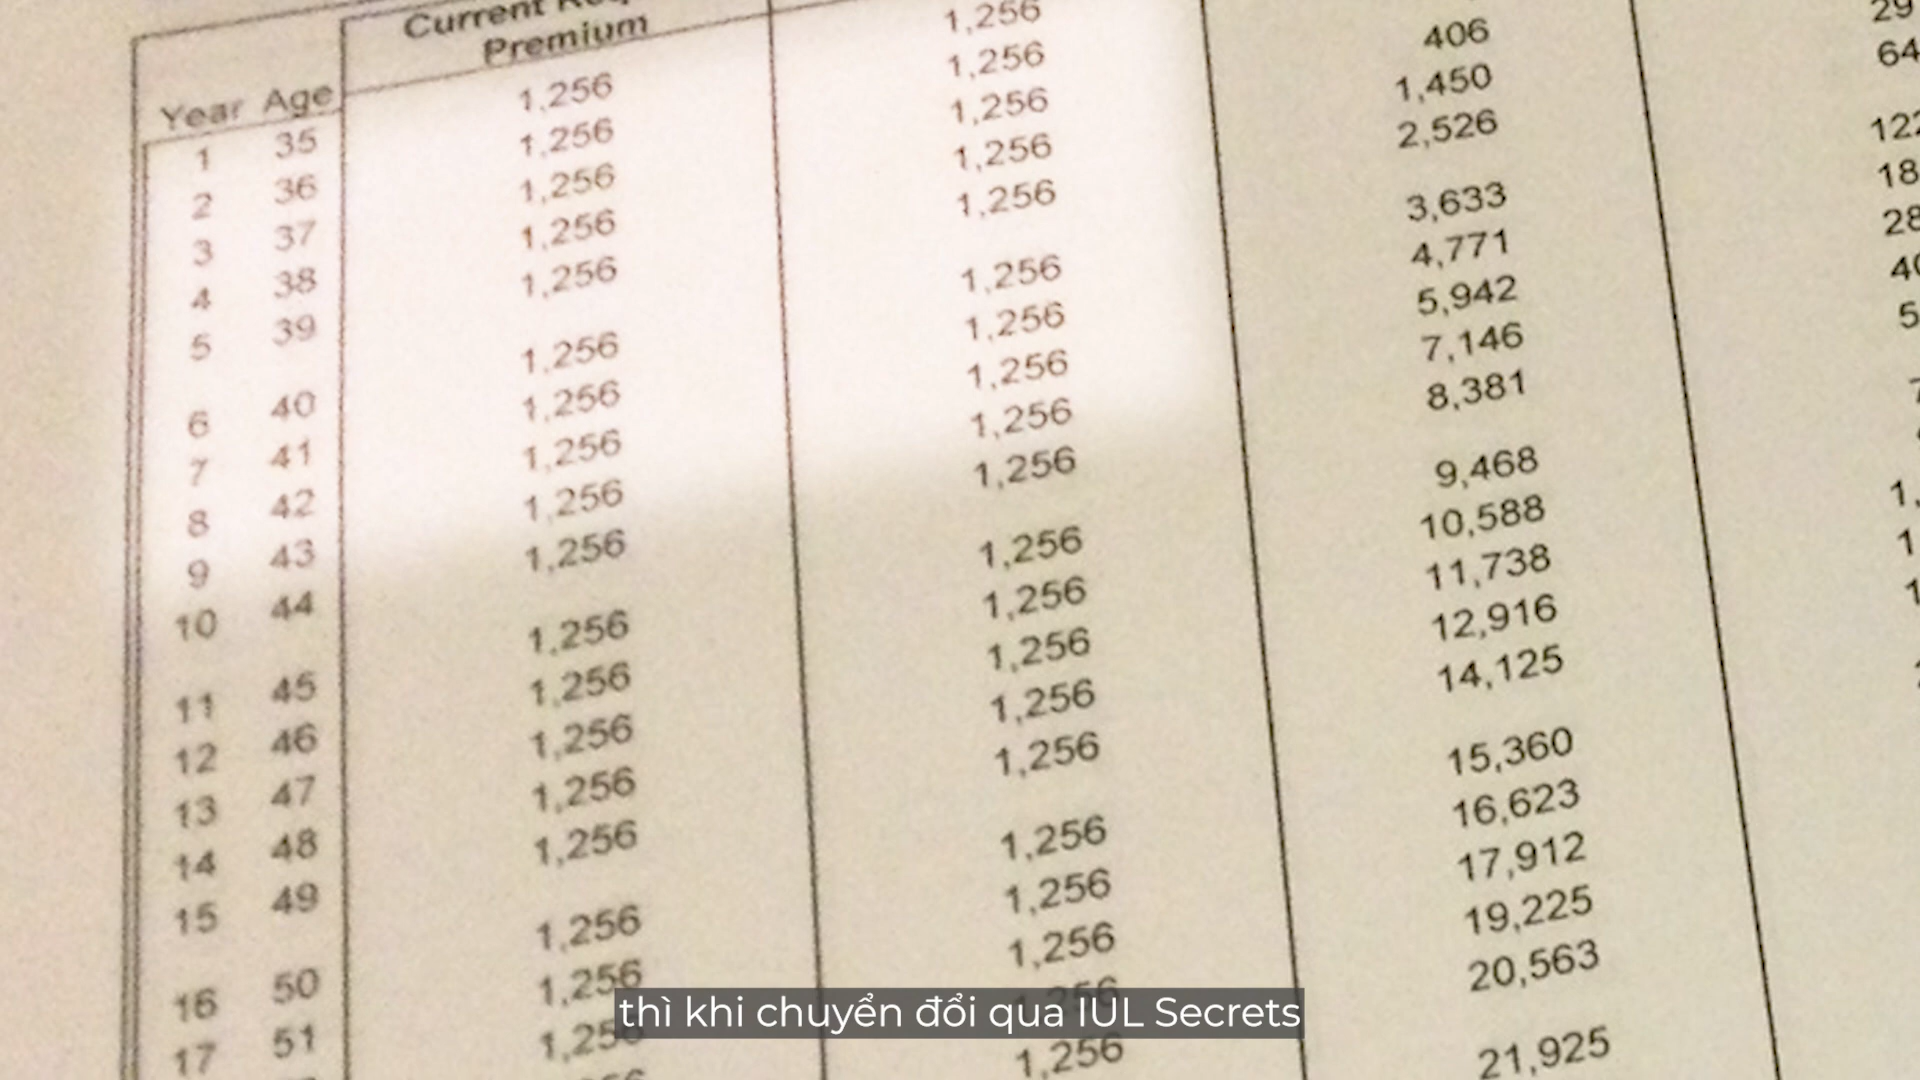 Current
Premium
Year Age
1 35 1,256 1,256
2 36 1,256 1,256
3 37 1,256 1,256 406
4 38 1,256 1,256 1,450
5 39 1,256 1,256 2,526
6 40 1,256 1,256 3,633
7 41 1,256 1,256 4,771
8 42 1,256 1,256 5,942
9 43 1,256 1,256 7,146
10 44 1,256 1,256 8,381
11 45 1,256 1,256 9,468
12 46 1,256 1,256 10,588
13 47 1,256 1,256 11,738
14 48 1,256 1,256 12,916
15 49 1,256 1,256 14,125
16 50 1,256 1,256 15,360
17 51 1,256 1,256 16,623
1,256 17,912
19,225
1,256 20,563
21,925
thì khi chuyển đổi qua IUL Secrets